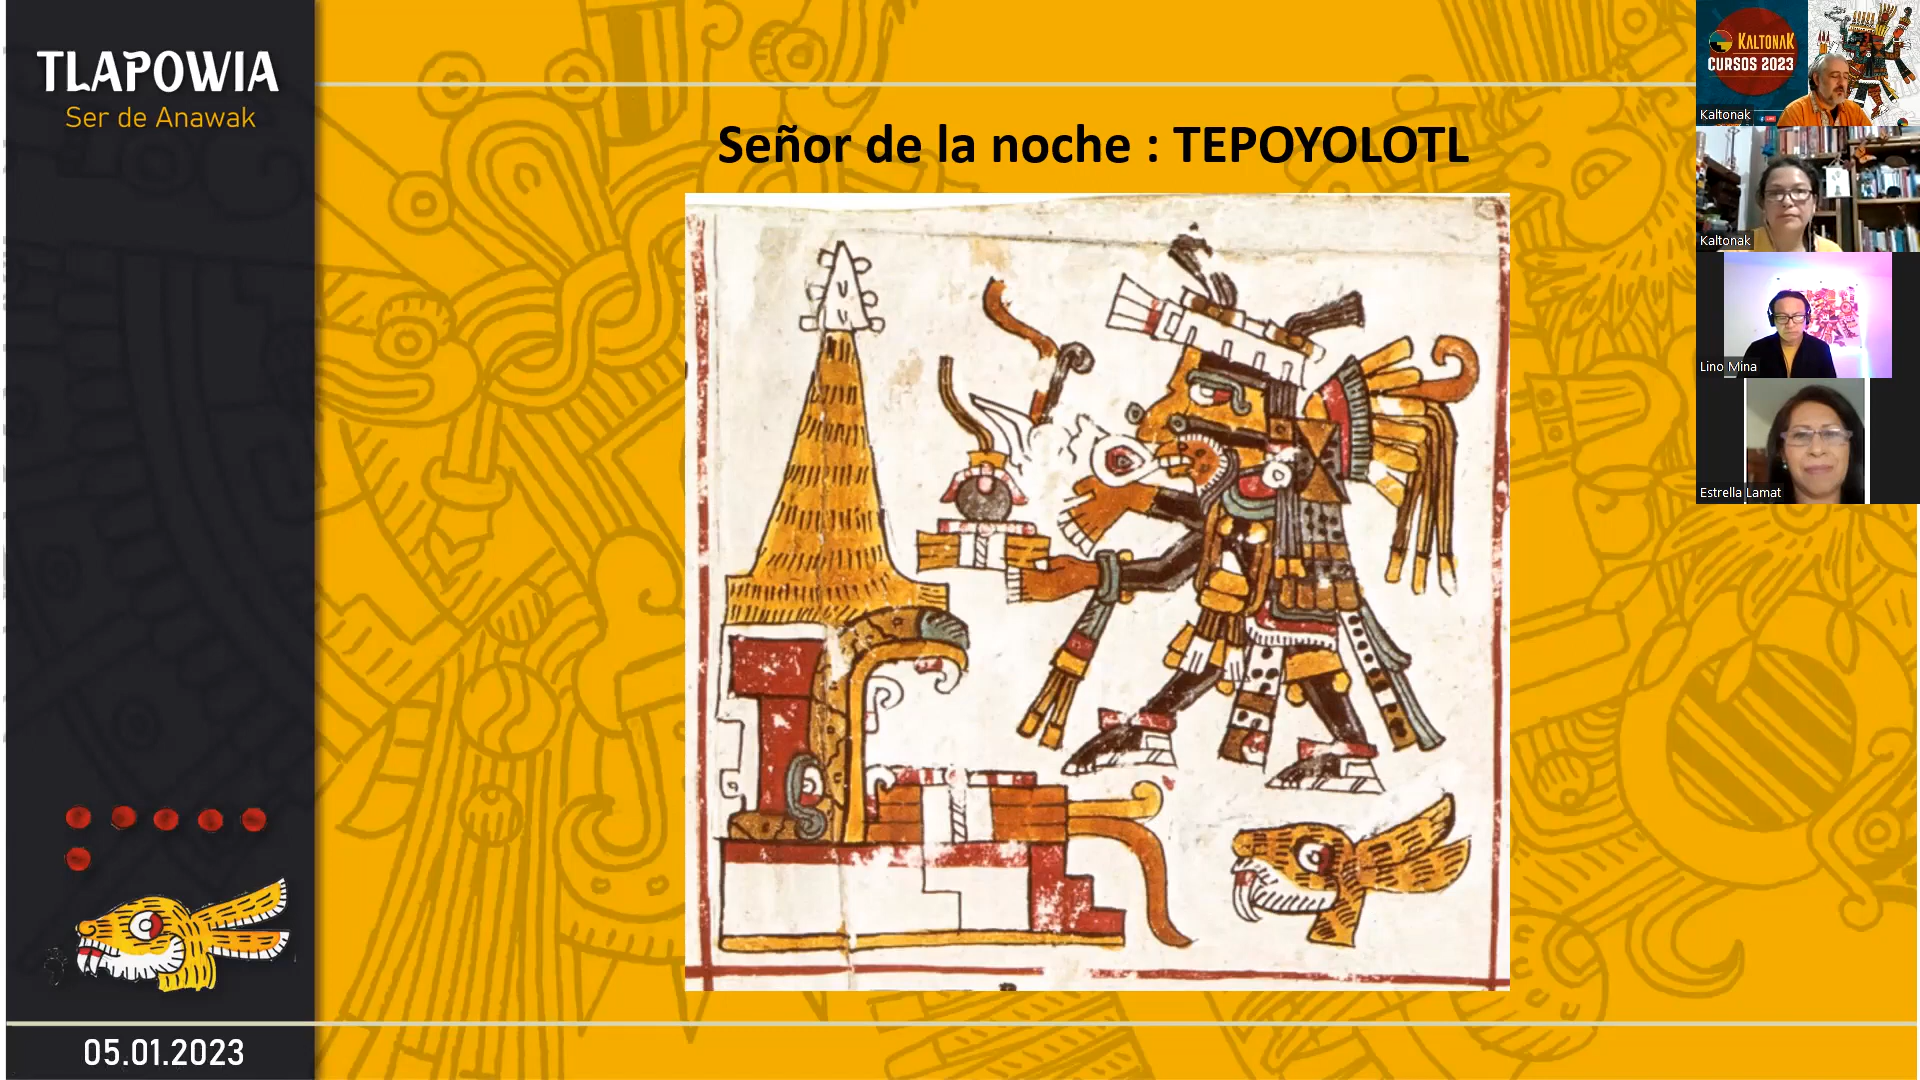 TLAPOWIA
Ser de Anawak
Señor de la noche : TEPOYOLOTL
05.01.2023
KALTONAK
CURSOS 2023
Kaltonak
Kaltonak
Lino Mina
Estrella Lamat